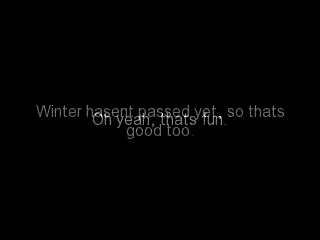 Winter hasent passed yet, so thats
Oh yeah, thats fun.
good too.